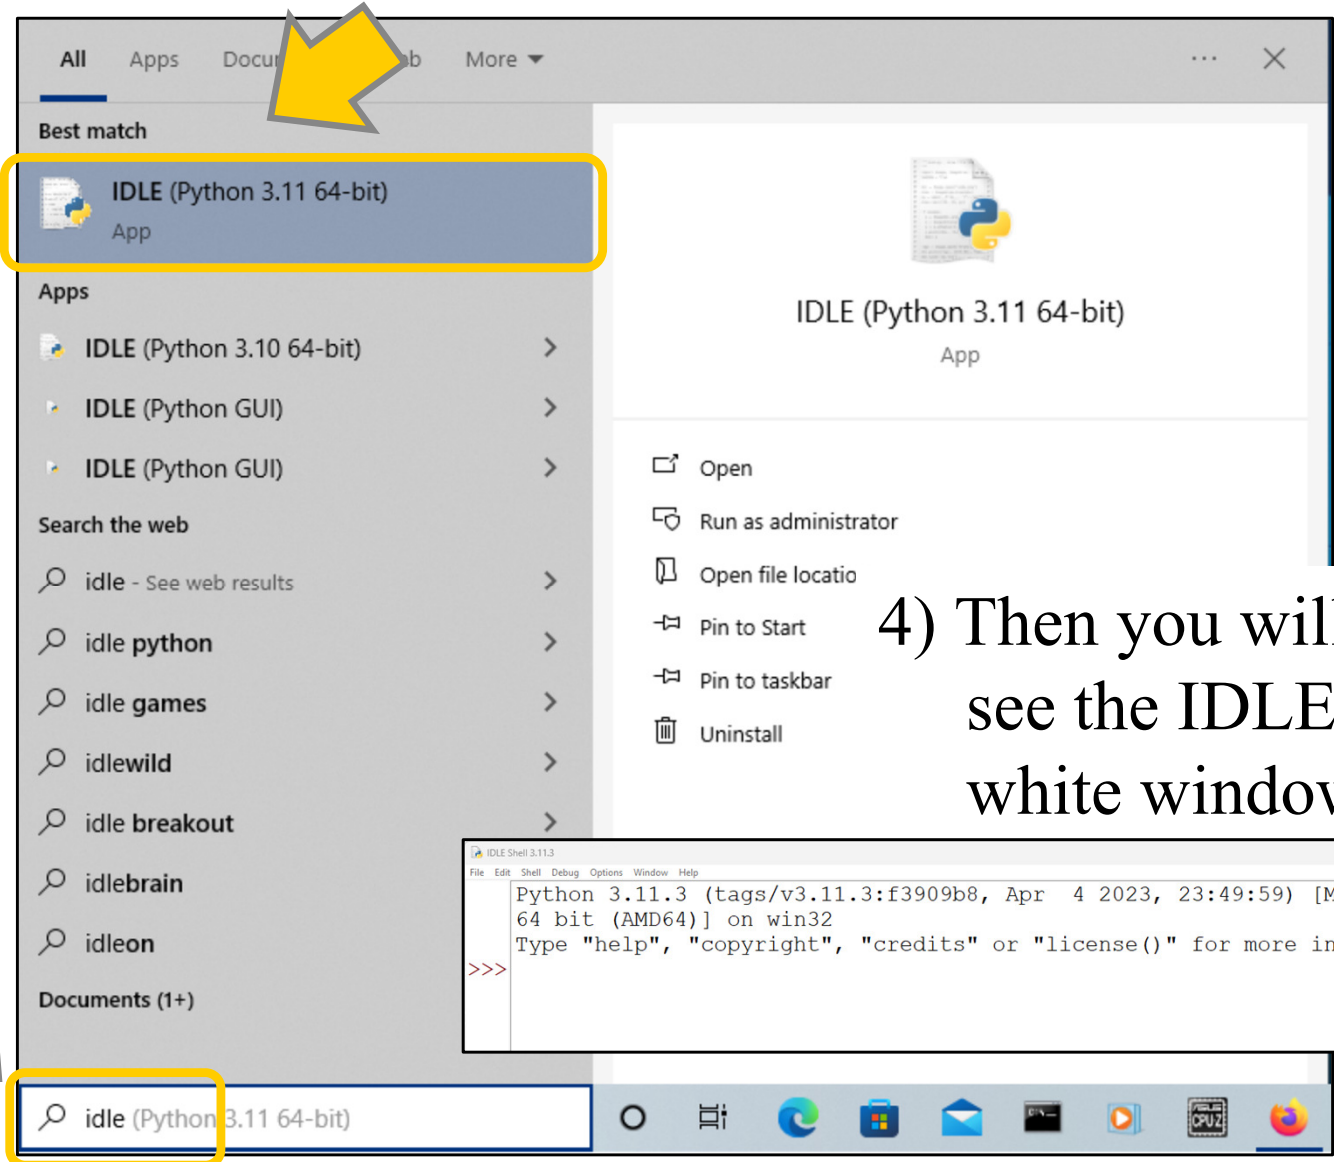 All Apps Docu b More
Best match
IDLE (Python 3.11 64-bit)
App
Apps
IDLE (Python 3.10 64-bit)
IDLE (Python GUI)
IDLE (Python GUI)
Search the web
idle - See web results
idle python
idle games
idlewild
idle breakout
idlebrain
idleon
Documents (1+)
idle (Python 3.11 64-bit)
IDLE (Python 3.11 64-bit)
App
Open
Run as administrator
Open file locatio
Pin to Start
Pin to taskbar
Uninstall
4) Then you will
see the IDLE
white window
IDLE Shell 3.11.3
File Edit Shell Debug Options Window Help
Python 3.11.3 (tags/v3.11.3:f3909b8, Apr 4 2023, 23:49:59) [M
64 bit (AMD64)] on win32
Type "help", "copyright", "credits" or "license()" for more in
>>>
CPU-Z